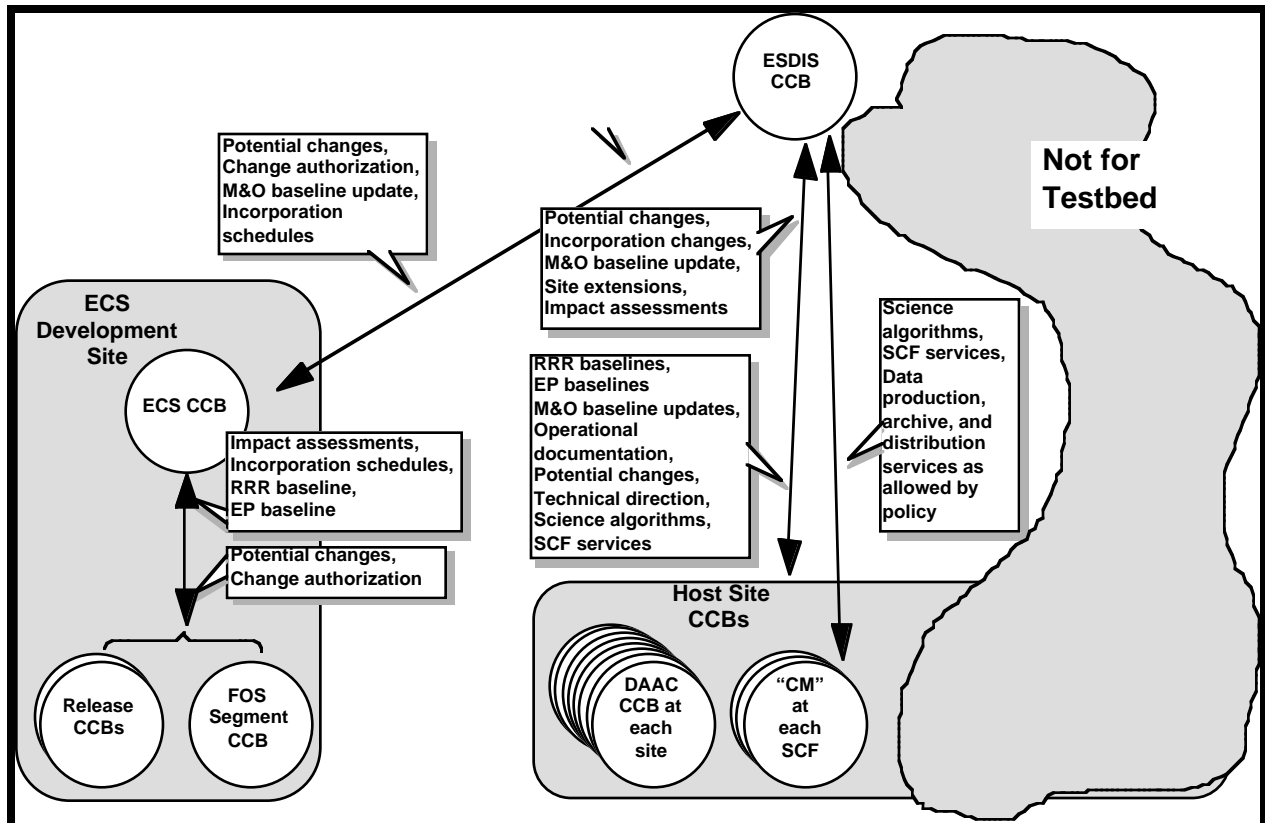 ESDIS
CCB
Not for
Testbed
Potential changes,
Change authorization,
M&O baseline update,
Incorporation
schedules
Potential changes,
Incorporation changes,
M&O baseline update,
Site extensions,
Impact assessments
ECS
Development
Site
ECS CCB
Impact assessments,
Incorporation schedules,
RRR baseline,
EP baseline
Potential changes,
Change authorization
RRR baselines,
EP baselines
M&O baseline updates,
Operational
documentation,
Potential changes,
Technical direction,
Science algorithms,
SCF services
Science
algorithms,
SCF services,
Data
production,
archive, and
distribution
services as
allowed by
policy
Release
CCBs
FOS
Segment
CCB
Host Site
CCBs
DAAC
CCB at
each
site
“CM”
at
each
SCF